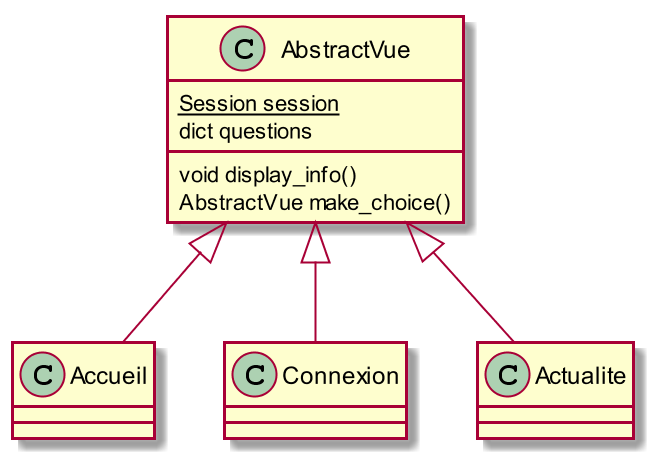 C AbstractVue
Session session
dict questions
void display_info()
AbstractVue make_choice()
C Accueil
C Connexion
C Actualite